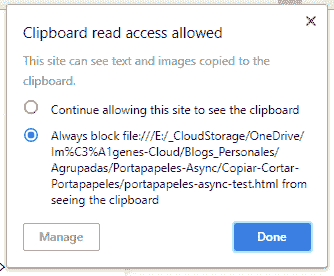 Clipboard read access allowed
This site can see text and images copied to the
clipboard.
Continue allowing this site to see the clipboard
Always block file:///E:/_CloudStorage/OneDrive/
Im%C3%A1genes-Cloud/Blogs_Personales/
Agrupadas/Portapapeles-Async/Copiar-Cortar-
Portapapeles/portapapeles-async-test.html from
seeing the clipboard
Manage
Done